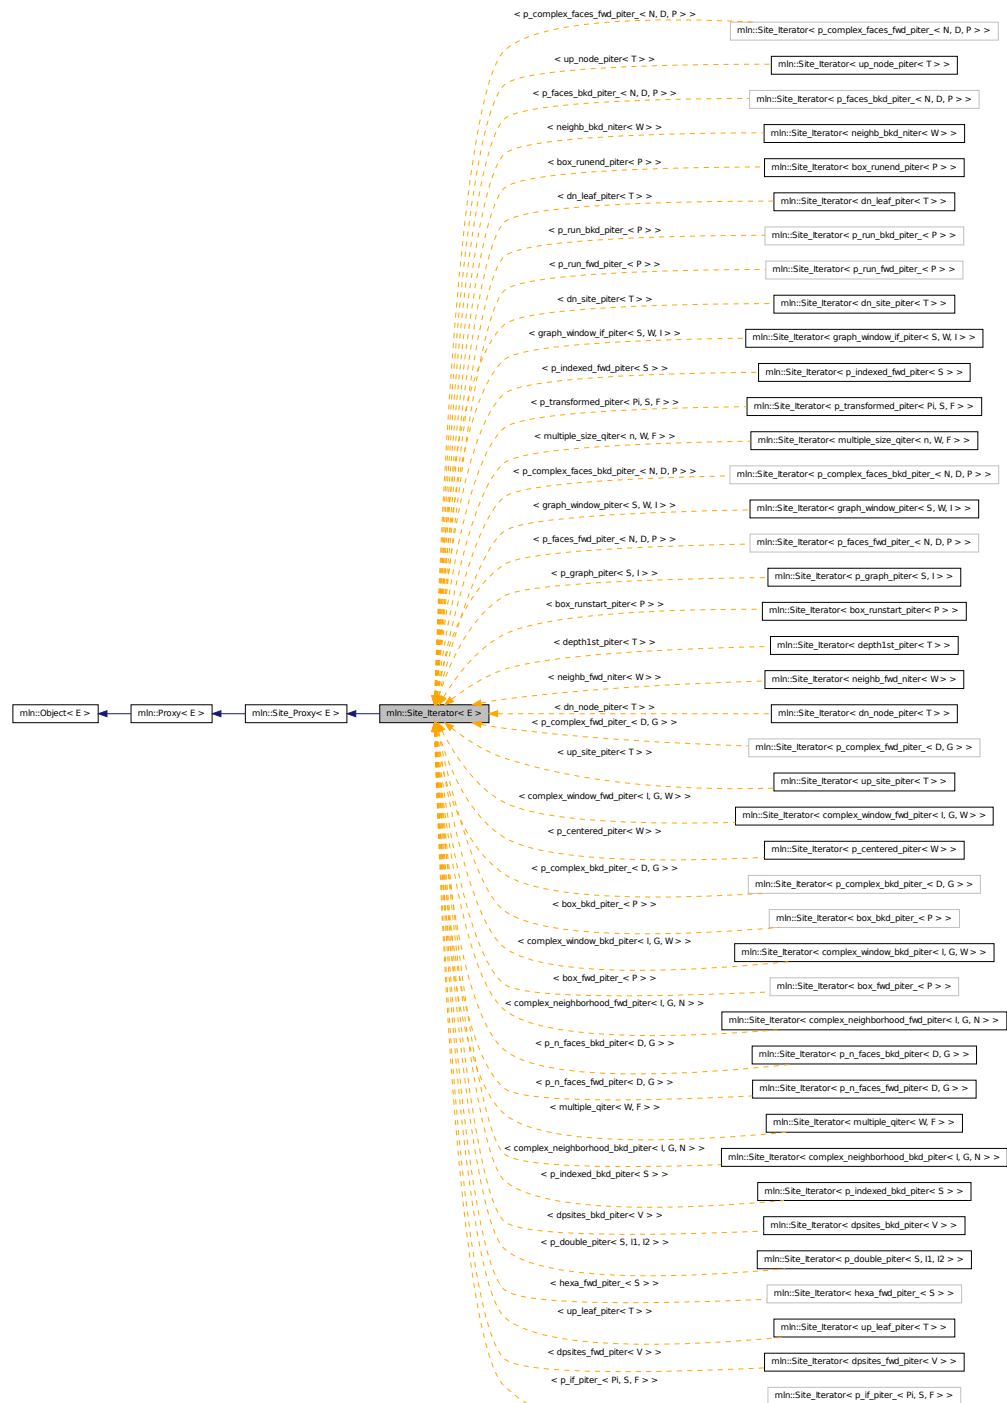 < p_complex_faces_fwd_piter_< N, D, P > >
mln::Site_Iterator< p_complex_faces_fwd_piter_< N, D, P > >
< up_node_piter< T > >
mln::Site_Iterator< up_node_piter< T > >
< p_faces_bkd_piter_< N, D, P > >
mln::Site_Iterator< p_faces_bkd_piter_< N, D, P > >
< neighb_bkd_niter< W > >
mln::Site_Iterator< neighb_bkd_niter< W > >
< box_runend_piter< P > >
mln::Site_Iterator< box_runend_piter< P > >
< dn_leaf_piter< T > >
mln::Site_Iterator< dn_leaf_piter< T > >
< p_run_bkd_piter_< P > >
mln::Site_Iterator< p_run_bkd_piter_< P > >
< p_run_fwd_piter_< P > >
mln::Site_Iterator< p_run_fwd_piter_< P > >
< dn_site_piter< T > >
mln::Site_Iterator< dn_site_piter< T > >
< graph_window_if_piter< S, W, I > >
mln::Site_Iterator< graph_window_if_piter< S, W, I > >
< p_indexed_fwd_piter< S > >
mln::Site_Iterator< p_indexed_fwd_piter< S > >
< p_transformed_piter< Pi, S, F > >
mln::Site_Iterator< p_transformed_piter< Pi, S, F > >
< multiple_size_qiter< n, W, F > >
mln::Site_Iterator< multiple_size_qiter< n, W, F > >
< p_complex_faces_bkd_piter_< N, D, P > >
mln::Site_Iterator< p_complex_faces_bkd_piter_< N, D, P > >
< graph_window_piter< S, W, I > >
mln::Site_Iterator< graph_window_piter< S, W, I > >
< p_faces_fwd_piter_< N, D, P > >
mln::Site_Iterator< p_faces_fwd_piter_< N, D, P > >
< p_graph_piter< S, I > >
mln::Site_Iterator< p_graph_piter< S, I > >
< box_runstart_piter< P > >
mln::Site_Iterator< box_runstart_piter< P > >
< depth1st_piter< T > >
mln::Site_Iterator< depth1st_piter< T > >
< neighb_fwd_niter< W > >
mln::Site_Iterator< neighb_fwd_niter< W > >
mln::Object< E >
mln::Proxy< E >
mln::Site_Proxy< E >
mln::Site_Iterator< E >
< dn_node_piter< T > >
mln::Site_Iterator< dn_node_piter< T > >
< p_complex_fwd_piter_< D, G > >
mln::Site_Iterator< p_complex_fwd_piter_< D, G > >
< up_site_piter< T > >
mln::Site_Iterator< up_site_piter< T > >
< complex_window_fwd_piter< I, G, W > >
mln::Site_Iterator< complex_window_fwd_piter< I, G, W > >
< p_centered_piter< W > >
mln::Site_Iterator< p_centered_piter< W > >
< p_complex_bkd_piter_< D, G > >
mln::Site_Iterator< p_complex_bkd_piter_< D, G > >
< box_bkd_piter_< P > >
mln::Site_Iterator< box_bkd_piter_< P > >
< complex_window_bkd_piter< I, G, W > >
mln::Site_Iterator< complex_window_bkd_piter< I, G, W > >
< box_fwd_piter_< P > >
mln::Site_Iterator< box_fwd_piter_< P > >
< complex_neighborhood_fwd_piter< I, G, N > >
mln::Site_Iterator< complex_neighborhood_fwd_piter< I, G, N > >
< p_n_faces_bkd_piter< D, G > >
mln::Site_Iterator< p_n_faces_bkd_piter< D, G > >
< p_n_faces_fwd_piter< D, G > >
mln::Site_Iterator< p_n_faces_fwd_piter< D, G > >
< multiple_qiter< W, F > >
mln::Site_Iterator< multiple_qiter< W, F > >
< complex_neighborhood_bkd_piter< I, G, N > >
mln::Site_Iterator< complex_neighborhood_bkd_piter< I, G, N > >
< p_indexed_bkd_piter< S > >
mln::Site_Iterator< p_indexed_bkd_piter< S > >
< dpsites_bkd_piter< V > >
mln::Site_Iterator< dpsites_bkd_piter< V > >
< p_double_piter< S, I1, I2 > >
mln::Site_Iterator< p_double_piter< S, I1, I2 > >
< hexa_fwd_piter_< S > >
mln::Site_Iterator< hexa_fwd_piter_< S > >
< up_leaf_piter< T > >
mln::Site_Iterator< up_leaf_piter< T > >
< dpsites_fwd_piter< V > >
mln::Site_Iterator< dpsites_fwd_piter< V > >
< p_if_piter_< Pi, S, F > >
mln::Site_Iterator< p_if_piter_< Pi, S, F > >